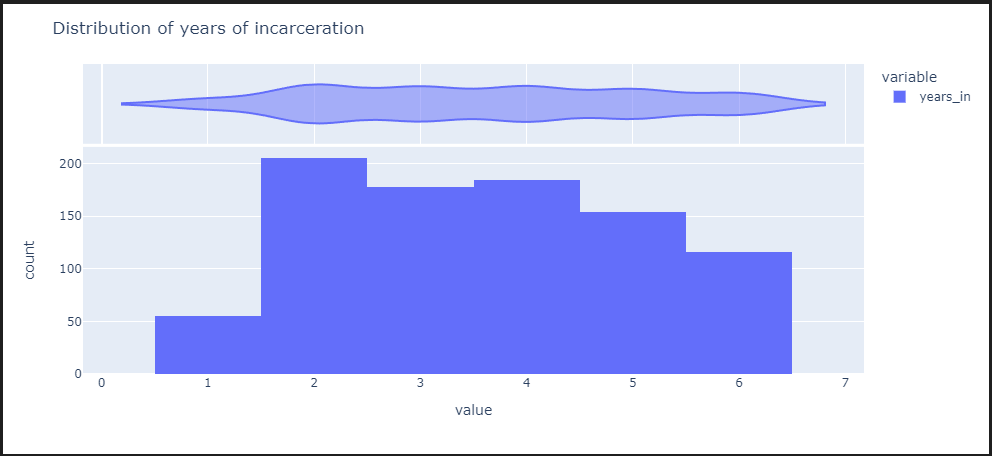 Distribution of years of incarceration
variable
years_in
200
150
100
50
0
count
0 1 2 3 4 5 6 7
value